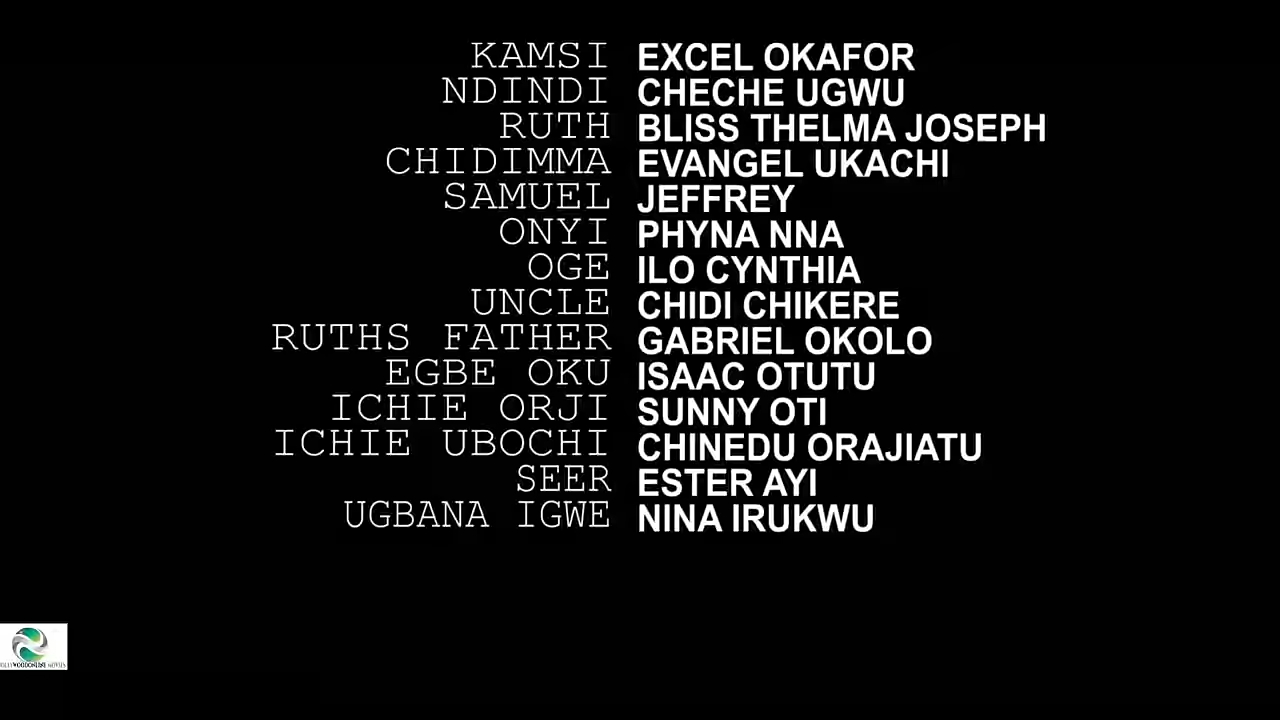 KAMSI EXCEL OKAFOR
NDINDI CHECHE UGWU
RUTH BLISS THELMA JOSEPH
CHIDIMMA EVANGEL UKACHI
SAMUEL JEFFREY
ONYI PHYNA NNA
OGE ILO CYNTHIA
UNCLE CHIDI CHIKERE
RUTHS FATHER GABRIEL OKOLO
EGBE OKU ISAAC OTUTU
ICHIE ORJI SUNNY OTI
ICHIE UBOCHI CHINEDU ORAJIATU
SEER ESTER AYI
UGBANA IGWE NINA IRUKWU